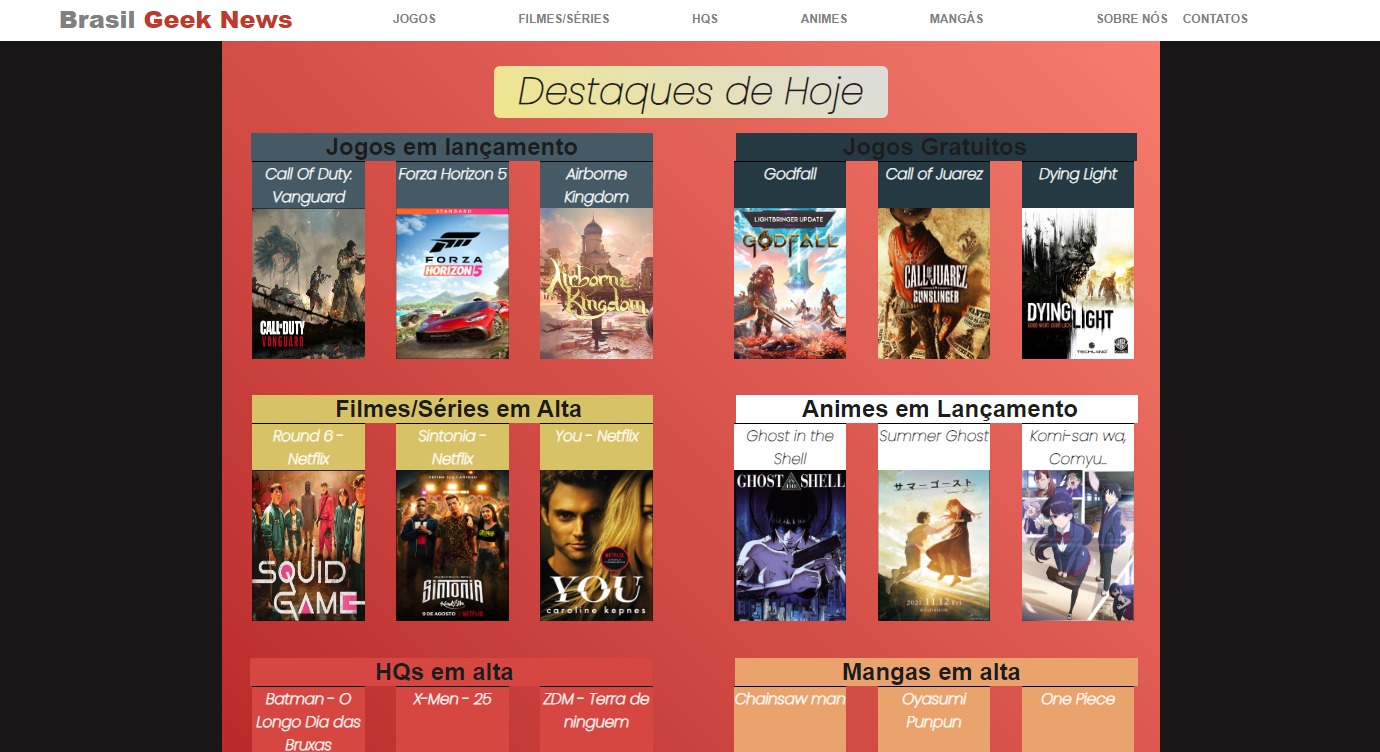 Brasil Geek News
JOGOS
FILMES/SÉRIES
HQS
ANIMES
MANGÁS
SOBRE NÓS
CONTATOS
Destaques de Hoje
Jogos em lançamento
Call Of Duty:
Vanguard
Forza Horizon 5
Airborne
Kingdom
CALL OF DUTY
VANGUARD
STANDARD
FORZA
HORIZON 5
Airborne
Kingdom
Jogos Gratuitos
Godfall
Call of Juarez
Dying Light
LIGHTBRINGER UPDATE
GODFALL
CALL OF JUAREZ
GUNSLINGER
DYING
LIGHT
GOOD NIGHT. GOOD LUCK.
TECHLAND
Filmes/Séries em Alta
Round 6 -
Netflix
Sintonia -
Netflix
You - Netflix
SQUID
GAME
SINTONIA
9 DE AGOSTO
NETFLIX
NETFLIX
YOU
caroline kepnes
Animes em Lançamento
Ghost in the
Shell
Summer Ghost
Komi-san wa,
Comyu...
GHOST IN THE SHELL
サマーゴースト
2021.11.12 Fri
HQs em alta
Batman - O
Longo Dia das
Bruxas
X-Men - 25
ZDM - Terra de
ninguem
Mangas em alta
Chainsaw man
Oyasumi
Punpun
One Piece